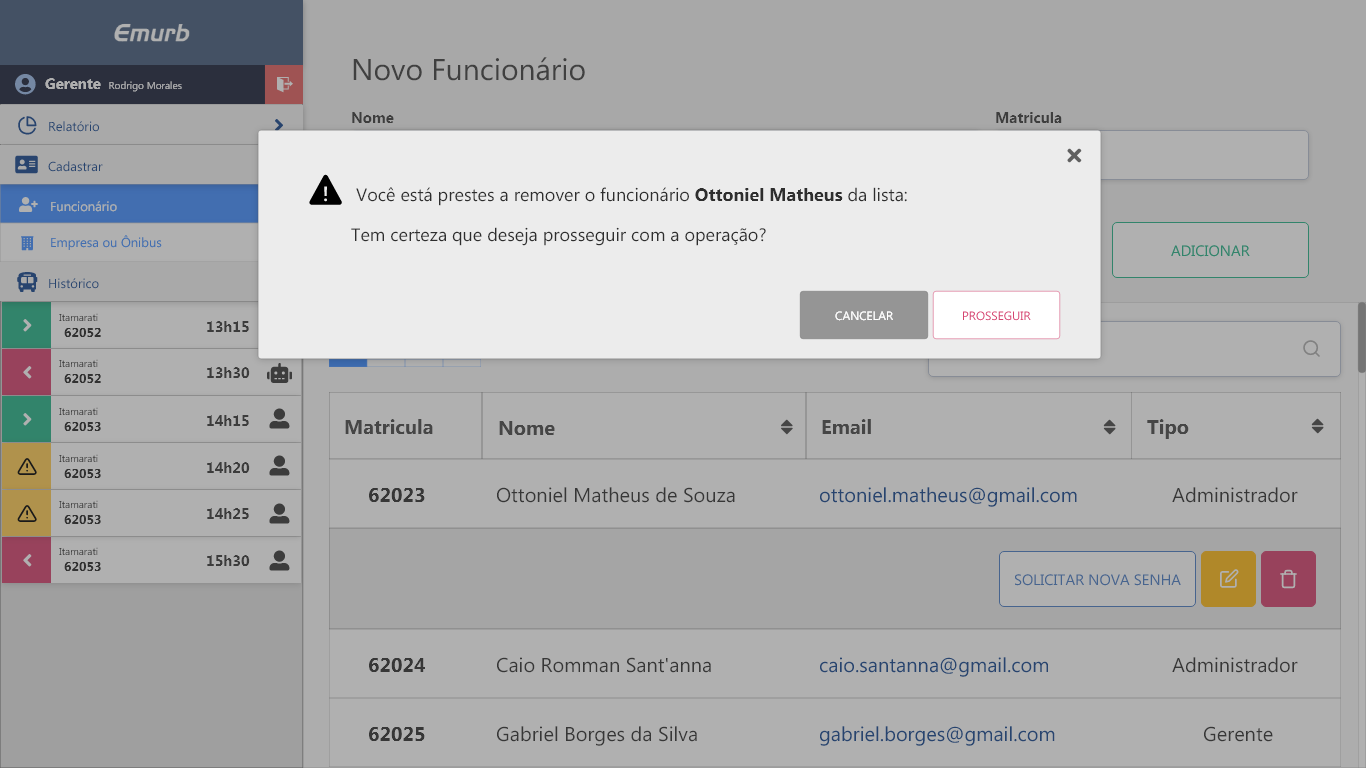 Emurb
Gerente Rodrigo Morales
Relatório
Cadastrar
Funcionário
Empresa ou Ônibus
Histórico
Itamarati
62052
13h15
Itamarati
62052
13h30
Itamarati
62053
14h15
Itamarati
62053
14h20
Itamarati
62053
14h25
Itamarati
62053
15h30
Novo Funcionário
Nome
Matricula
ADICIONAR
Você está prestes a remover o funcionário Ottoniel Matheus da lista:
Tem certeza que deseja prosseguir com a operação?
CANCELAR
PROSSEGUIR
Matricula Nome Email Tipo
62023 Ottoniel Matheus de Souza ottoniel.matheus@gmail.com Administrador
SOLICITAR NOVA SENHA
62024 Caio Romman Sant'anna caio.santanna@gmail.com Administrador
62025 Gabriel Borges da Silva gabriel.borges@gmail.com Gerente